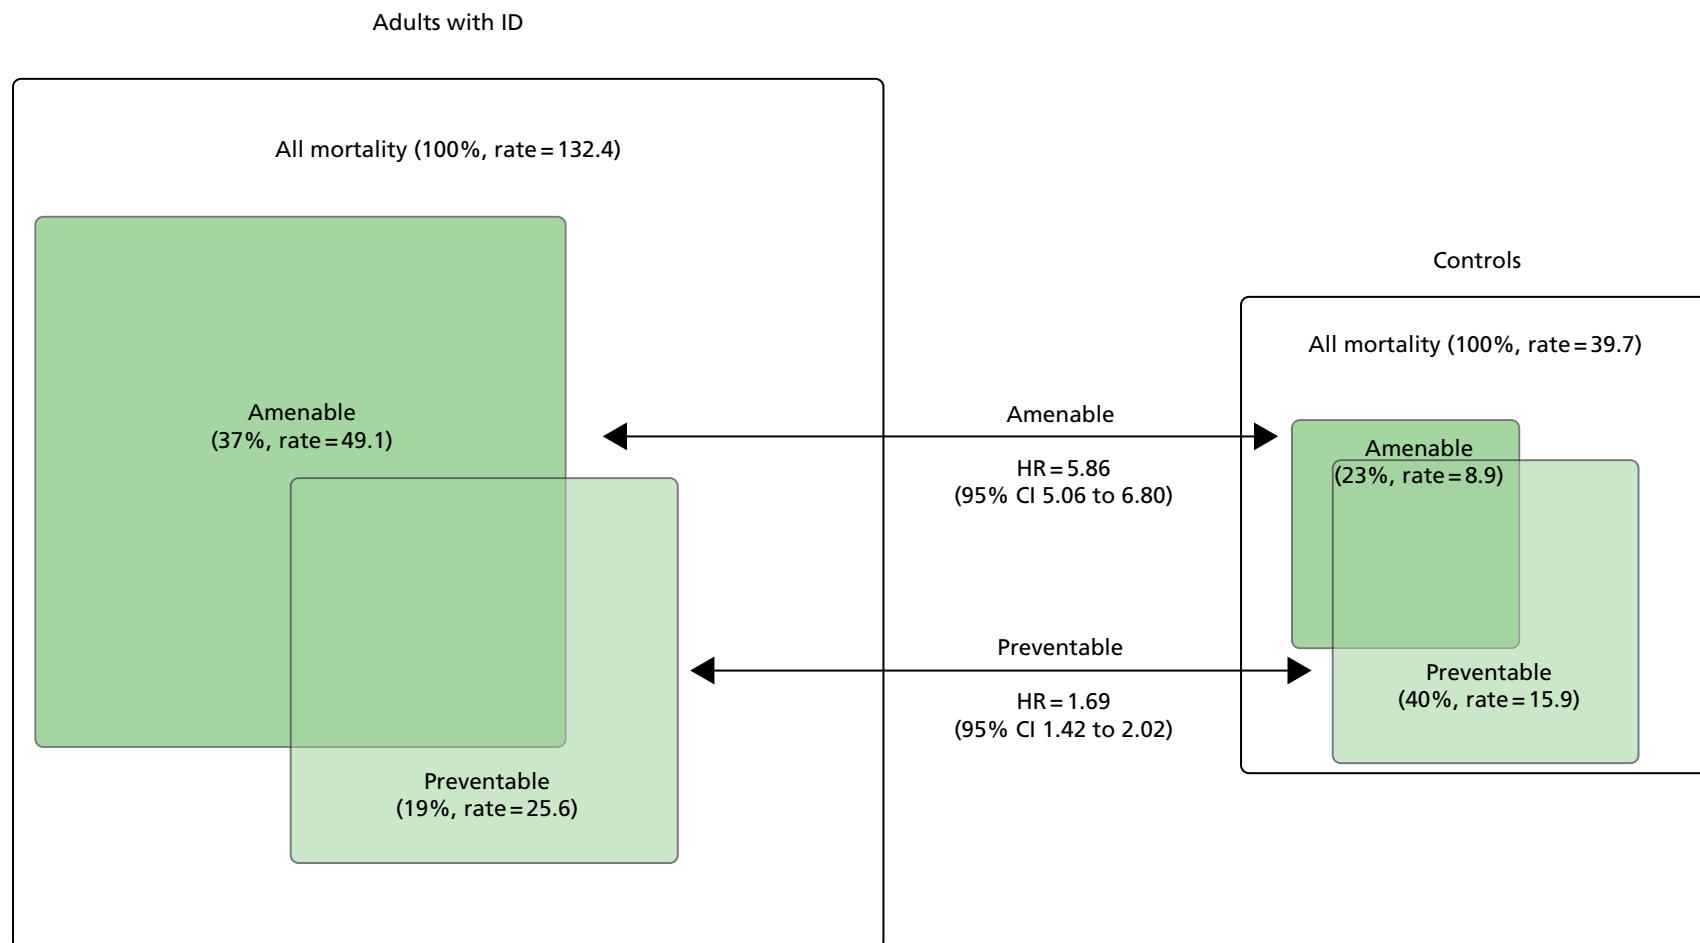 Adults with ID
All mortality (100%, rate=132.4)
Amenable
(37%, rate=49.1)
Preventable
(19%, rate=25.6)
Amenable
HR=5.86
(95% CI 5.06 to 6.80)
Preventable
HR=1.69
(95% CI 1.42 to 2.02)
Controls
All mortality (100%, rate=39.7)
Amenable
(23%, rate=8.9)
Preventable
(40%, rate=15.9)